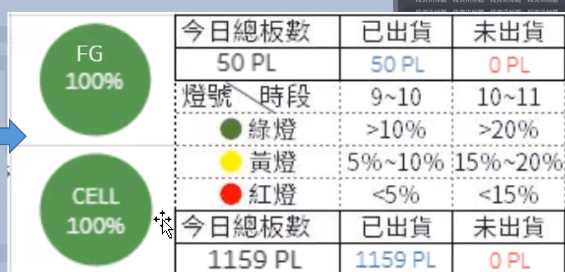 FG
100%
今日總板數 已出貨 未出貨
50 PL 50 PL 0 PL
燈號 時段 9~10 10~11
綠燈 >10% >20%
黃燈 5%~10% 15%~20%
紅燈 <5% <15%
CELL
100%
今日總板數 已出貨 未出貨
1159 PL 1159 PL 0 PL